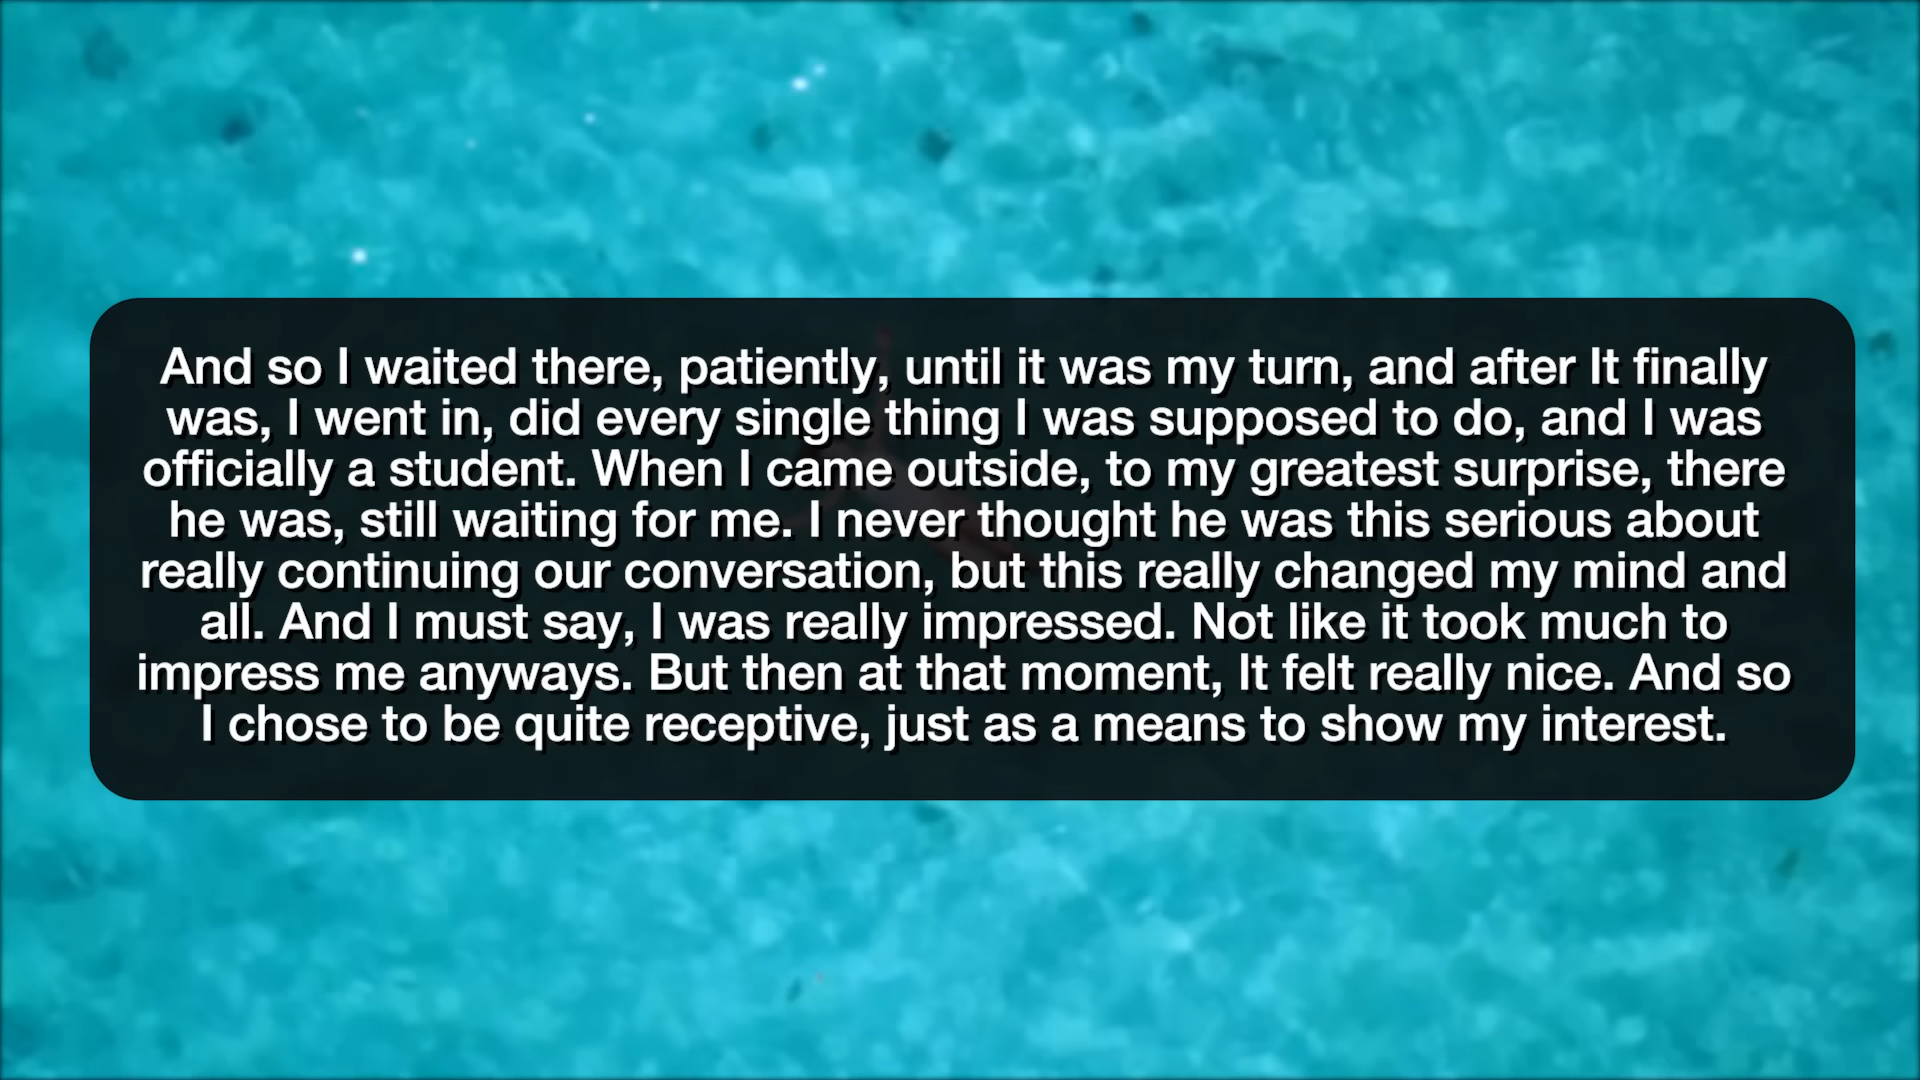 And so I waited there, patiently, until it was my turn, and after It finally
was, I went in, did every single thing I was supposed to do, and I was
officially a student. When I came outside, to my greatest surprise, there
he was, still waiting for me. I never thought he was this serious about
really continuing our conversation, but this really changed my mind and
all. And I must say, I was really impressed. Not like it took much to
impress me anyways. But then at that moment, It felt really nice. And so
I chose to be quite receptive, just as a means to show my interest.